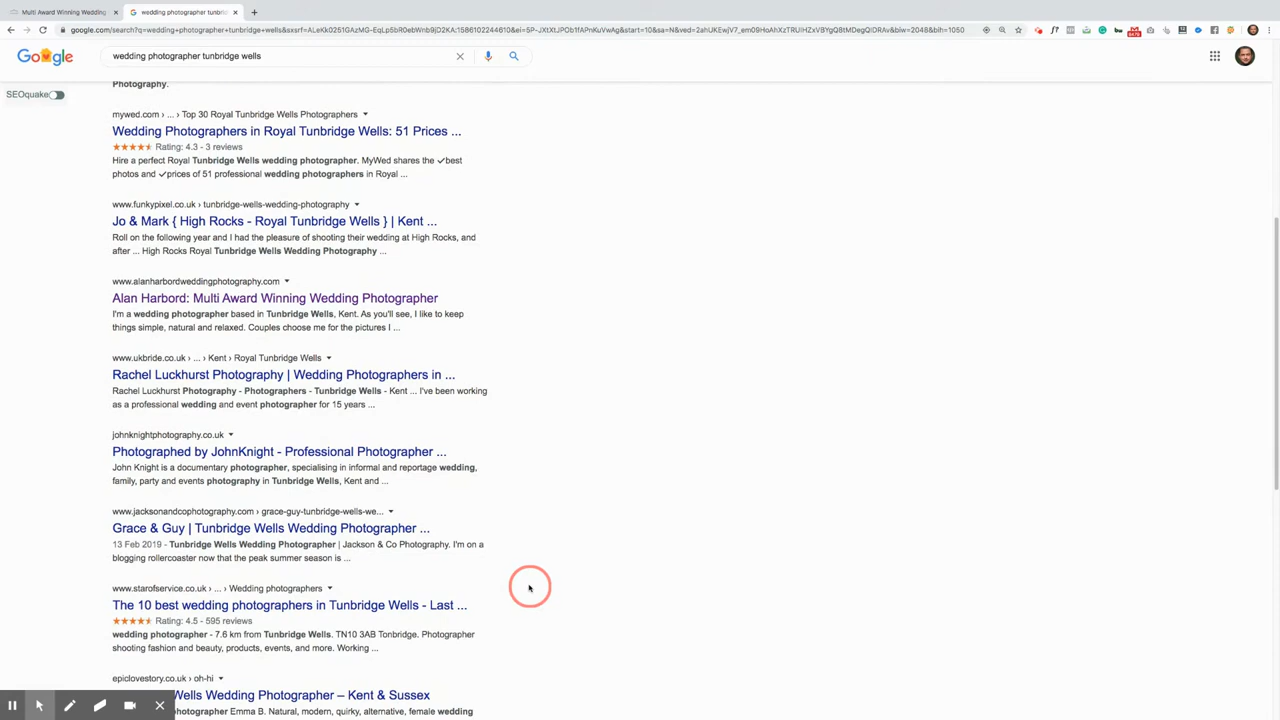 Multi Award Winning Wedding
wedding photographer tunbri
Google
wedding photographer tunbridge wells
SEOquake
Photography.
mywed.com › ... › Top 30 Royal Tunbridge Wells Photographers
Wedding Photographers in Royal Tunbridge Wells: 51 Prices ...
Rating: 4.3 - 3 reviews
Hire a perfect Royal Tunbridge Wells wedding photographer. MyWed shares the ✓best
photos and ✓prices of 51 professional wedding photographers in Royal ...
www.funkypixel.co.uk › tunbridge-wells-wedding-photography
Jo & Mark { High Rocks - Royal Tunbridge Wells } | Kent ...
Roll on the following year and I had the pleasure of shooting their wedding at High Rocks, and
after ... High Rocks Royal Tunbridge Wells Wedding Photography ...
www.alanharbordweddingphotography.com
Alan Harbord: Multi Award Winning Wedding Photographer
I'm a wedding photographer based in Tunbridge Wells, Kent. As you'll see, I like to keep
things simple, natural and relaxed. Couples choose me for the pictures I ...
www.ukbride.co.uk › ... › Kent › Royal Tunbridge Wells
Rachel Luckhurst Photography | Wedding Photographers in ...
Rachel Luckhurst Photography - Photographers - Tunbridge Wells - Kent ... I've been working
as a professional wedding and event photographer for 15 years ...
johnknightphotography.co.uk
Photographed by JohnKnight - Professional Photographer ...
John Knight is a documentary photographer, specialising in informal and reportage wedding,
family, party and events photography in Tunbridge Wells, Kent and ...
www.jacksonandcophotography.com › grace-guy-tunbridge-wells-we...
Grace & Guy | Tunbridge Wells Wedding Photographer ...
13 Feb 2019 - Tunbridge Wells Wedding Photographer | Jackson & Co Photography. I'm on a
blogging rollercoaster now that the peak summer season is ...
www.starofservice.co.uk › ... › Wedding photographers
The 10 best wedding photographers in Tunbridge Wells - Last ...
Rating: 4.5 - 595 reviews
wedding photographer - 7.6 km from Tunbridge Wells. TN10 3AB Tonbridge. Photographer
shooting fashion and beauty, products, events, and more. Working ...
epiclovestory.co.uk › oh-hi
Wells Wedding Photographer – Kent & Sussex
photographer Emma B. Natural, modern, quirky, alternative, female wedding